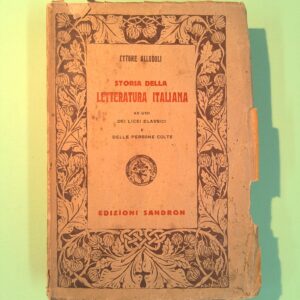 ETTORE ALLODOLI
STORIA DELLA
LETTERATURA ITALIANA
AD USO
DEI LICEI CLASSICI
E
DELLE PERSONE COLTE
EDIZIONI SANDRON